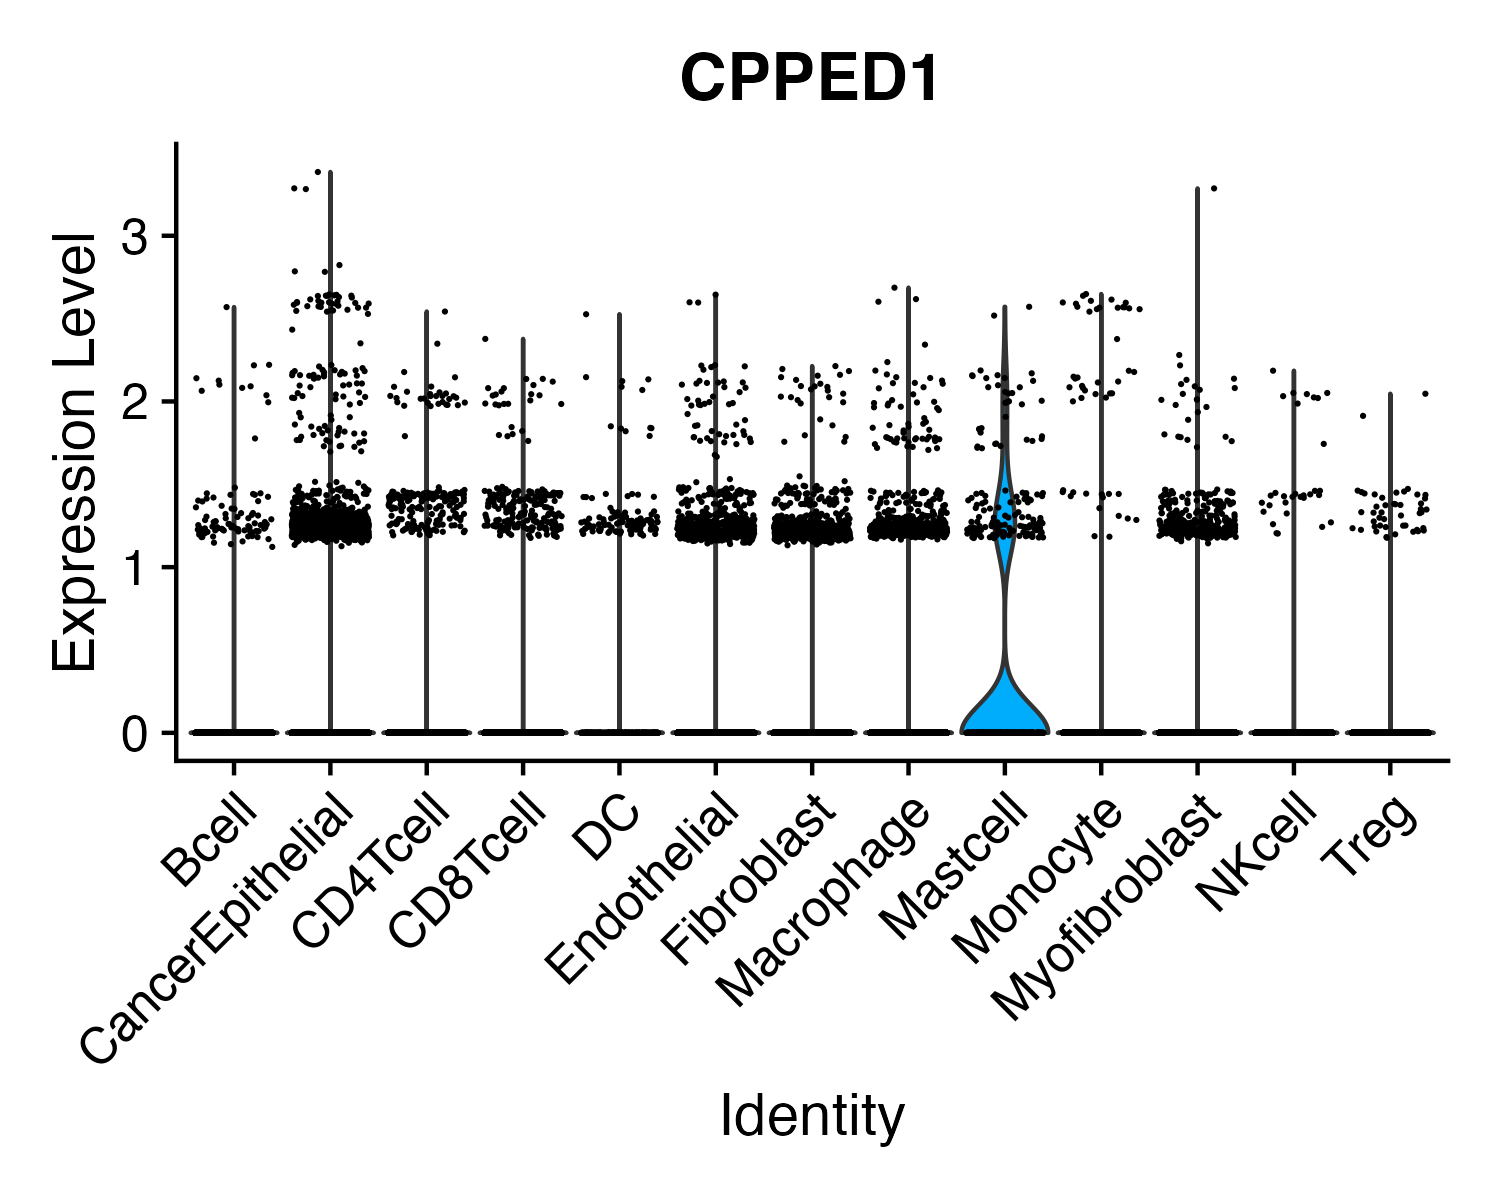 CPPED1
Expression Level
3
2
1
0
Bcell
CancerEpithelial
CD4Tcell
CD8Tcell
DC
Endothelial
Fibroblast
Macrophage
Mastcell
Monocyte
Myofibroblast
NKcell
Treg
Identity